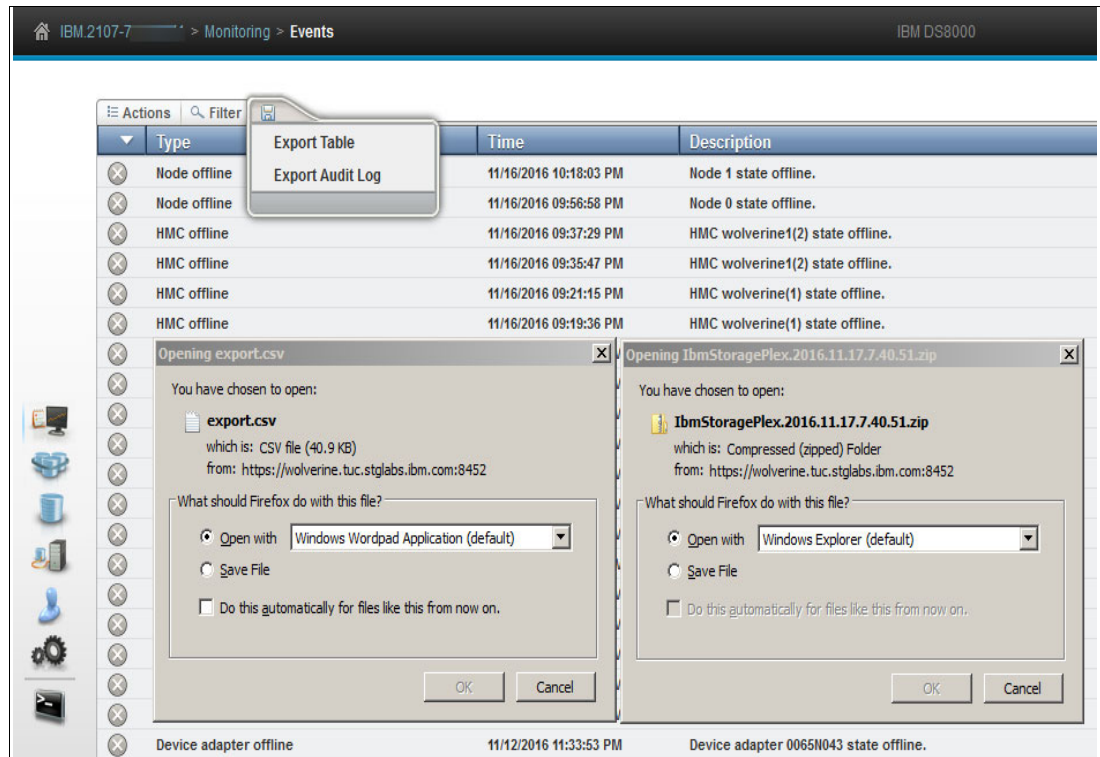 IBM.2107-7 > Monitoring > Events
IBM DS8000
Actions Filter
Export Table
Export Audit Log
Type Time Description
Node offline 11/16/2016 10:18:03 PM Node 1 state offline.
Node offline 11/16/2016 09:56:58 PM Node 0 state offline.
HMC offline 11/16/2016 09:37:29 PM HMC wolverine1(2) state offline.
HMC offline 11/16/2016 09:35:47 PM HMC wolverine1(2) state offline.
HMC offline 11/16/2016 09:21:15 PM HMC wolverine(1) state offline.
HMC offline 11/16/2016 09:19:36 PM HMC wolverine(1) state offline.
Opening export.csv
You have chosen to open:
export.csv
which is: CSV file (40.9 KB)
from: https://wolverine.tuc.stglabs.ibm.com:8452
What should Firefox do with this file?
Open with Windows Wordpad Application (default)
Save File
Do this automatically for files like this from now on.
OK Cancel
Opening IbmStoragePlex.2016.11.17.7.40.51.zip
You have chosen to open:
IbmStoragePlex.2016.11.17.7.40.51.zip
which is: Compressed (zipped) Folder
from: https://wolverine.tuc.stglabs.ibm.com:8452
What should Firefox do with this file?
Open with Windows Explorer (default)
Save File
Do this automatically for files like this from now on.
OK Cancel
Device adapter offline 11/12/2016 11:33:53 PM Device adapter 0065N043 state offline.